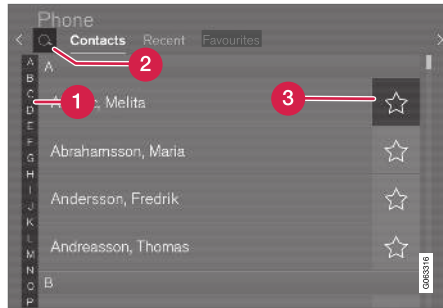 Phone
Contacts Recent Favourites
2
A
1
Melita
3
Abrahamsson, Maria
Andersson, Fredrik
Andreasson, Thomas
B
A
B
C
D
E
F
G
H
I
J
K
L
M
N
O
P
G063316